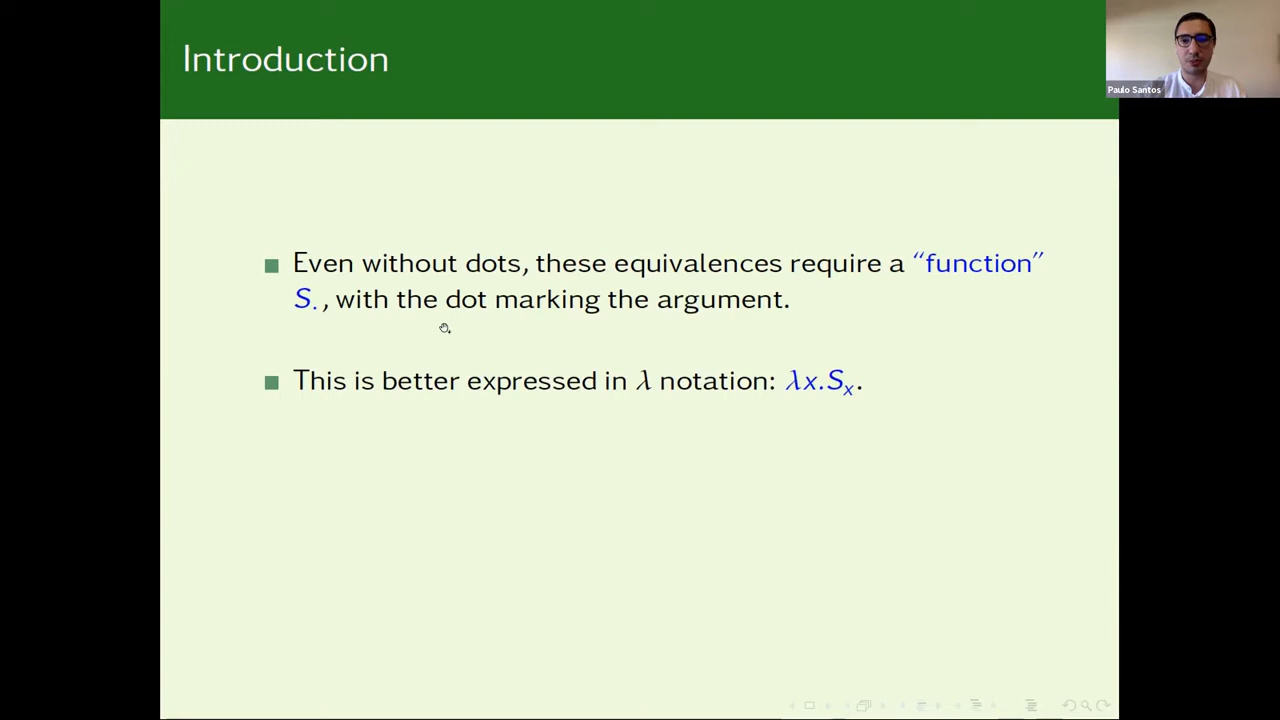 Introduction
Paulo Santos
Even without dots, these equivalences require a “function”
S., with the dot marking the argument.
This is better expressed in λ notation: λx.Sₓ.